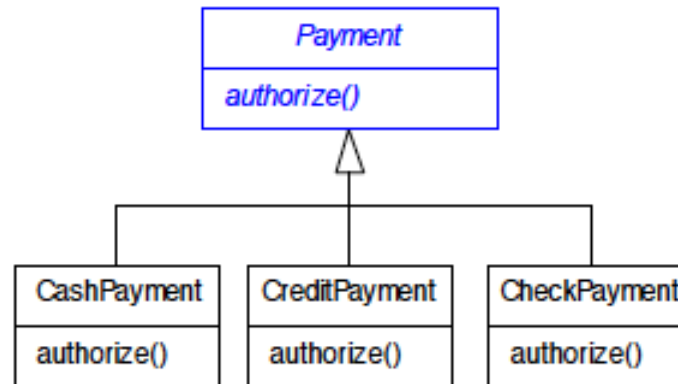 Payment
authorize()
CashPayment
authorize()
CreditPayment
authorize()
CheckPayment
authorize()